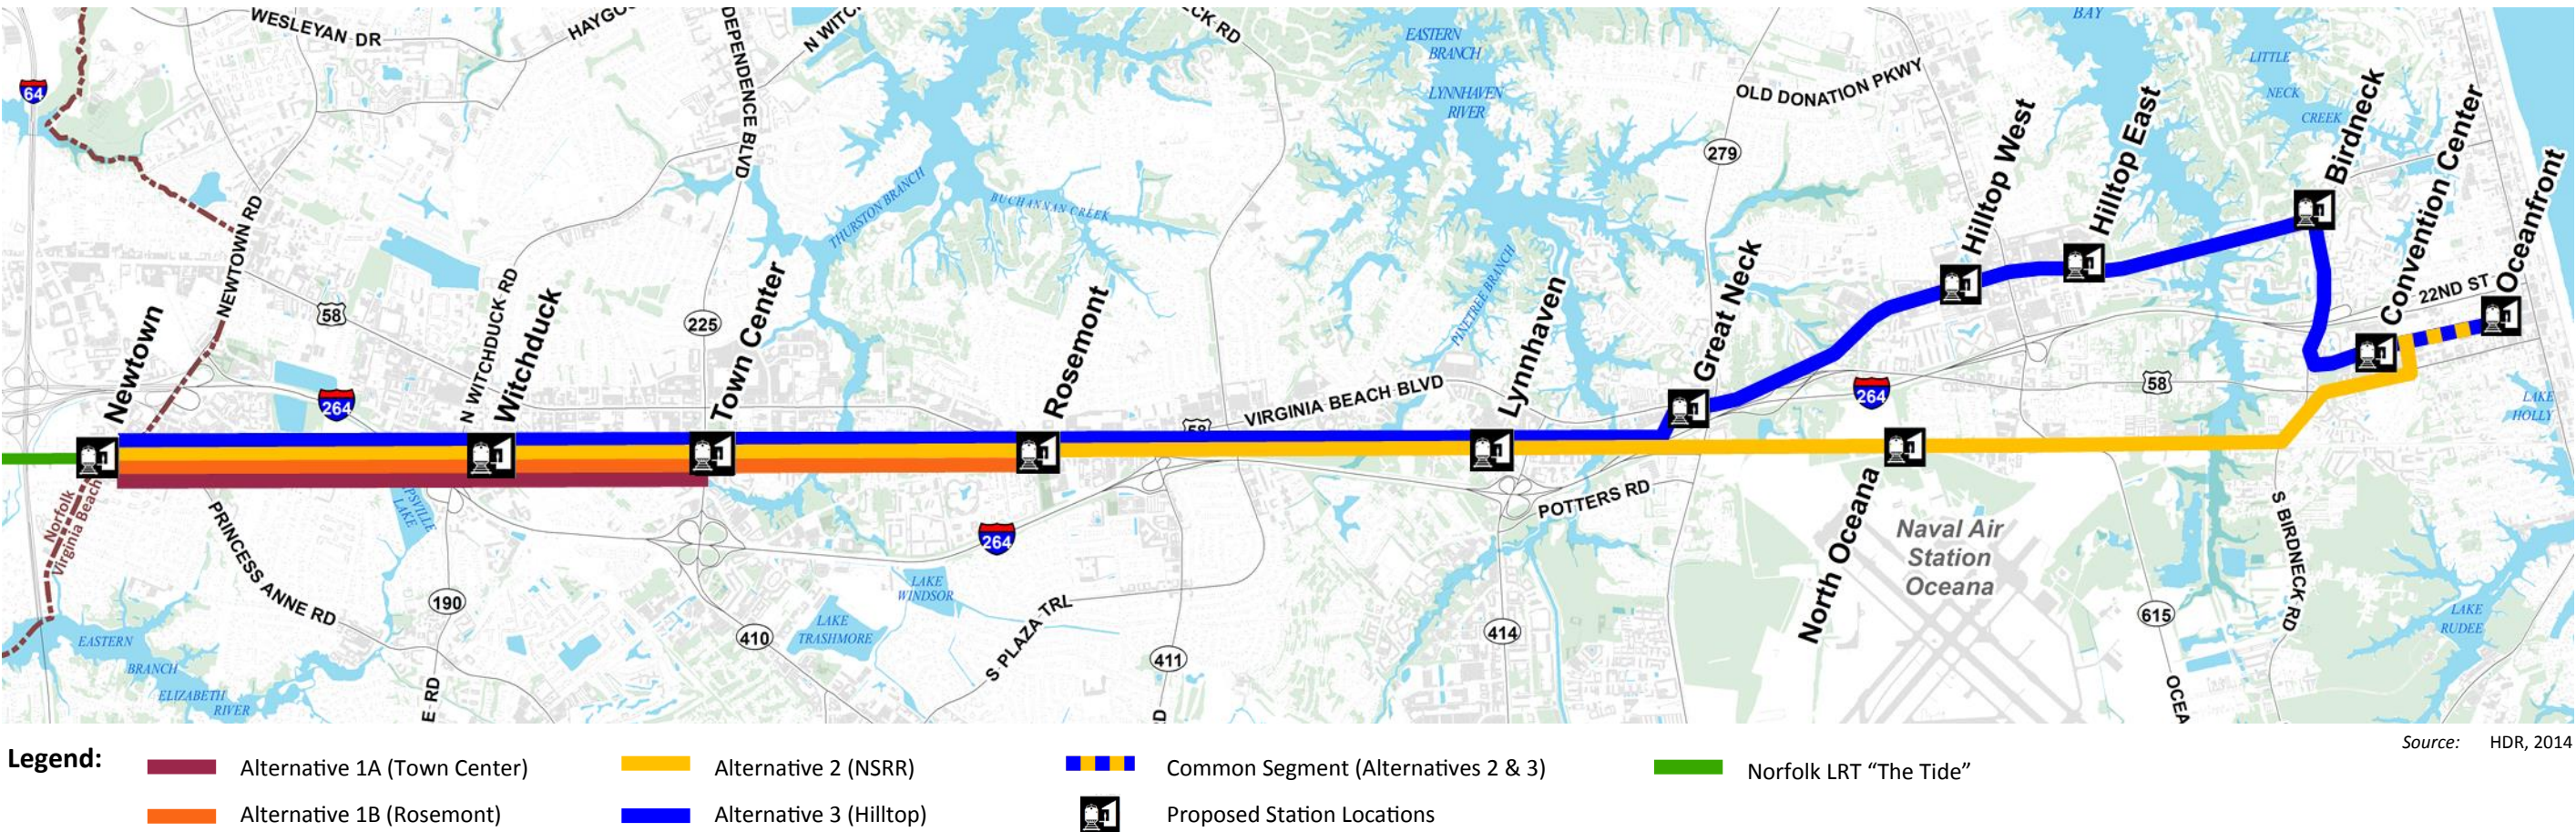 WESLEYAN DR
64
NEWTOWN RD
58
264
N WITCHDUCK RD
225
THURSTON BRANCH
BUCHANNAN CREEK
EASTERN
BRANCH
LYNNHAVEN
RIVER
PINETREE BRANCH
OLD DONATION PKWY
279
BAY
LITTLE
NECK
CREEK
22ND ST
58
264
LAKE
HOLLY
VIRGINIA BEACH BLVD
Newtown
Witchduck
Town Center
Rosemont
Lynnhaven
Great Neck
Hilltop West
Hilltop East
Birdneck
Convention Center
Oceanfront
North Oceana
Norfolk
Virginia Beach
PRINCESS ANNE RD
190
264
LAKE
WINDSOR
LAKE
TRASHMORE
410
S PLAZA TRL
411
414
POTTERS RD
Naval Air
Station
Oceana
615
S BIRDNECK RD
LAKE
RUDEE
EASTERN
BRANCH
ELIZABETH
RIVER
Source: HDR, 2014
Legend:
Alternative 1A (Town Center)
Alternative 2 (NSRR)
Common Segment (Alternatives 2 & 3)
Norfolk LRT “The Tide”
Alternative 1B (Rosemont)
Alternative 3 (Hilltop)
Proposed Station Locations